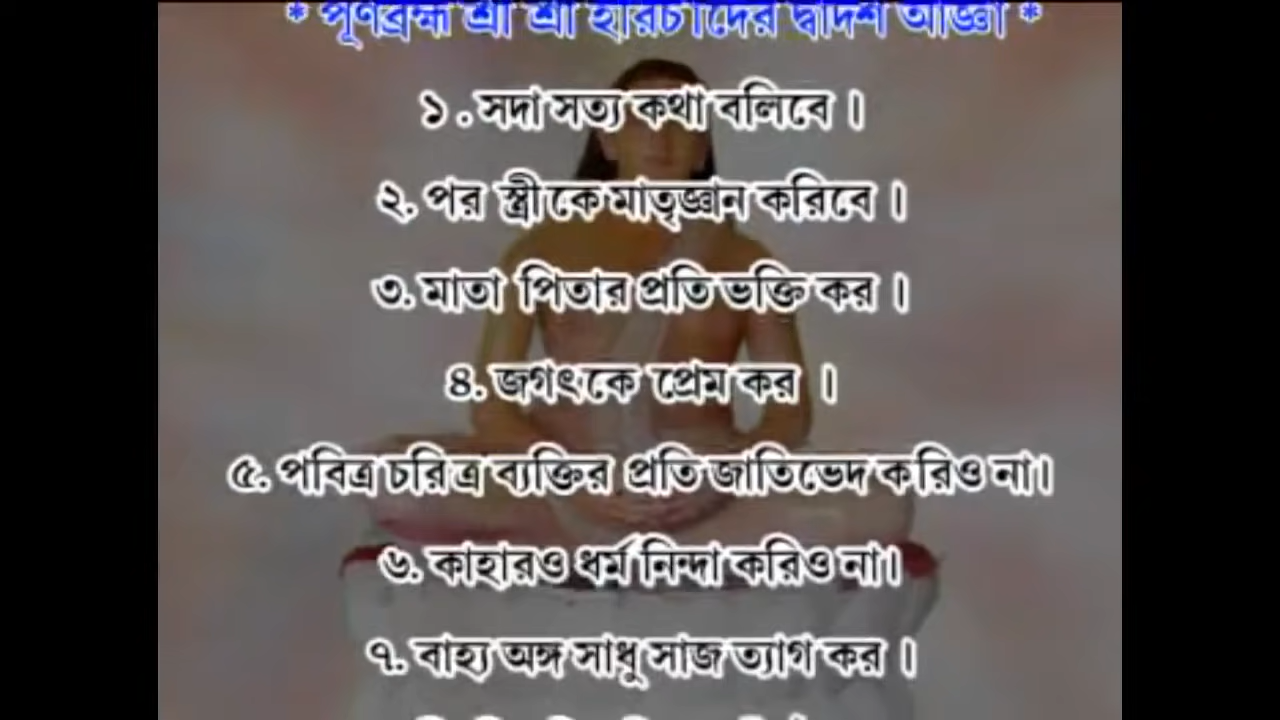 * পূর্ণব্রহ্ম শ্রী শ্রী হরিচাঁদের দ্বাদশ আজ্ঞা *
১ . সদা সত্য কথা বলিবে ।
২. পর স্ত্রীকে মাতৃজ্ঞান করিবে ।
৩. মাতা পিতার প্রতি ভক্তি কর ।
৪. জগৎকে প্রেম কর ।
৫. পবিত্র চরিত্র ব্যক্তির প্রতি জাতিভেদ করিও না।
৬. কাহারও ধর্ম নিন্দা করিও না।
৭. বাহ্য অঙ্গ সাধু সাজ ত্যাগ কর ।